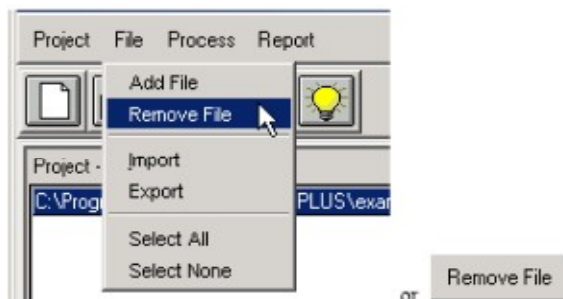 Project File Process Report
Add File
Remove File
Import
Project -
Export
C:\Prog PLUS\exa
Select All
Select None
or Remove File